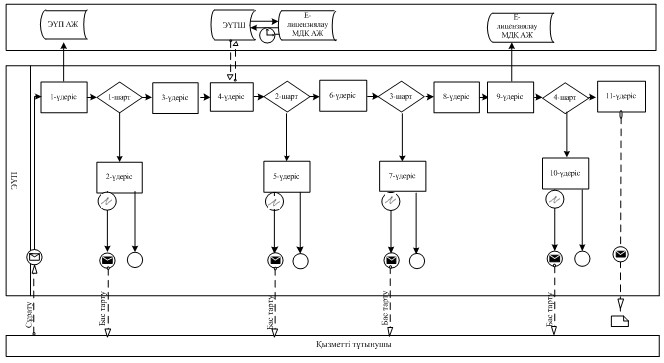 ЭҮП АЖ
ЭҮТШ
Е-
лицензиялау
МДҚ АЖ
Е-
лицензиялау
МДҚ АЖ
ЭҮП
1-үдеріс
1-шарт
3-үдеріс
4-үдеріс
2-шарт
6-үдеріс
3-шарт
8-үдеріс
9-үдеріс
4-шарт
11-үдеріс
2-үдеріс
5-үдеріс
7-үдеріс
10-үдеріс
Сұрату
Бас тарту
Бас тарту
Бас тарту
Бас тарту
Қызметті тұтынушы